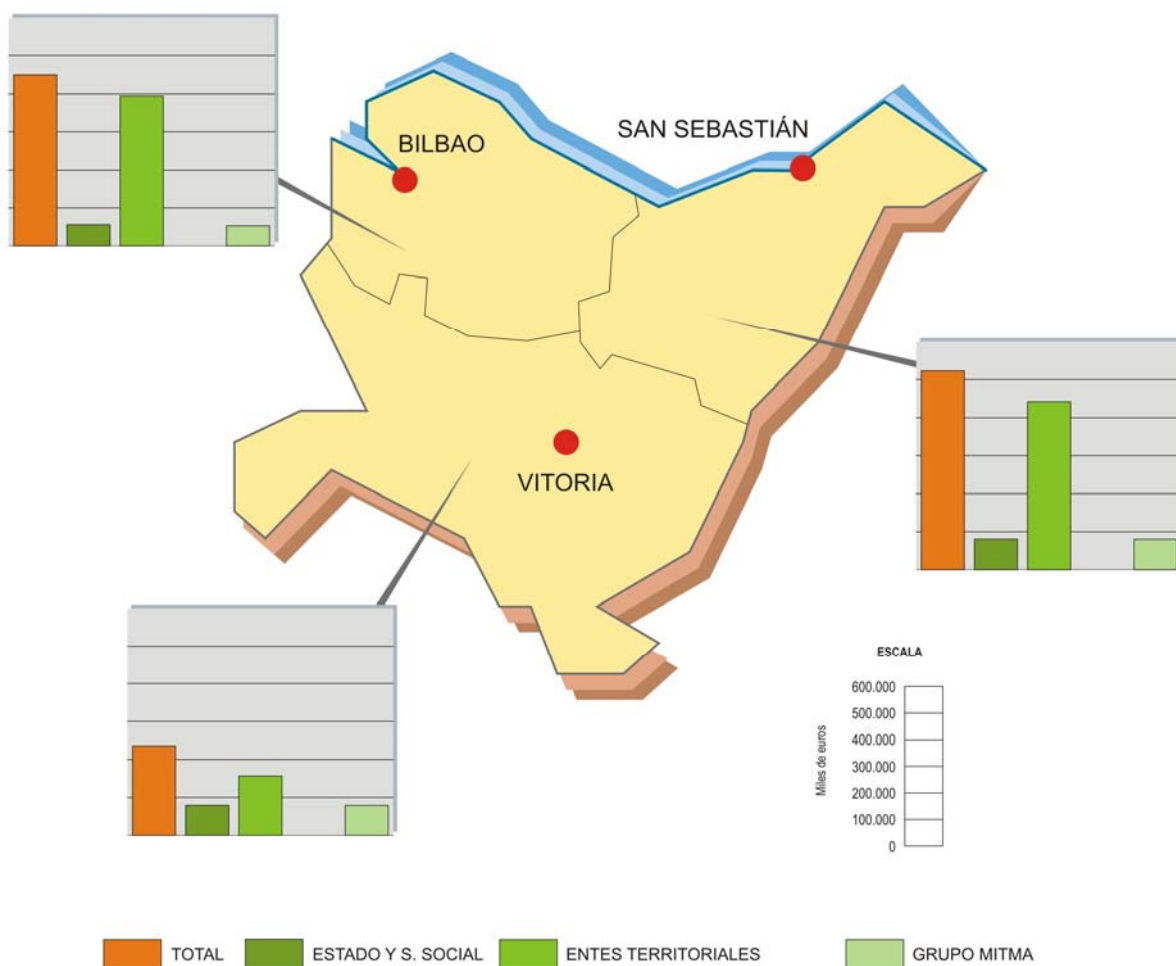 BILBAO
SAN SEBASTIÁN
VITORIA
ESCALA
Miles de euros
600.000
500.000
400.000
300.000
200.000
100.000
0
TOTAL
ESTADO Y S. SOCIAL
ENTES TERRITORIALES
GRUPO MITMA